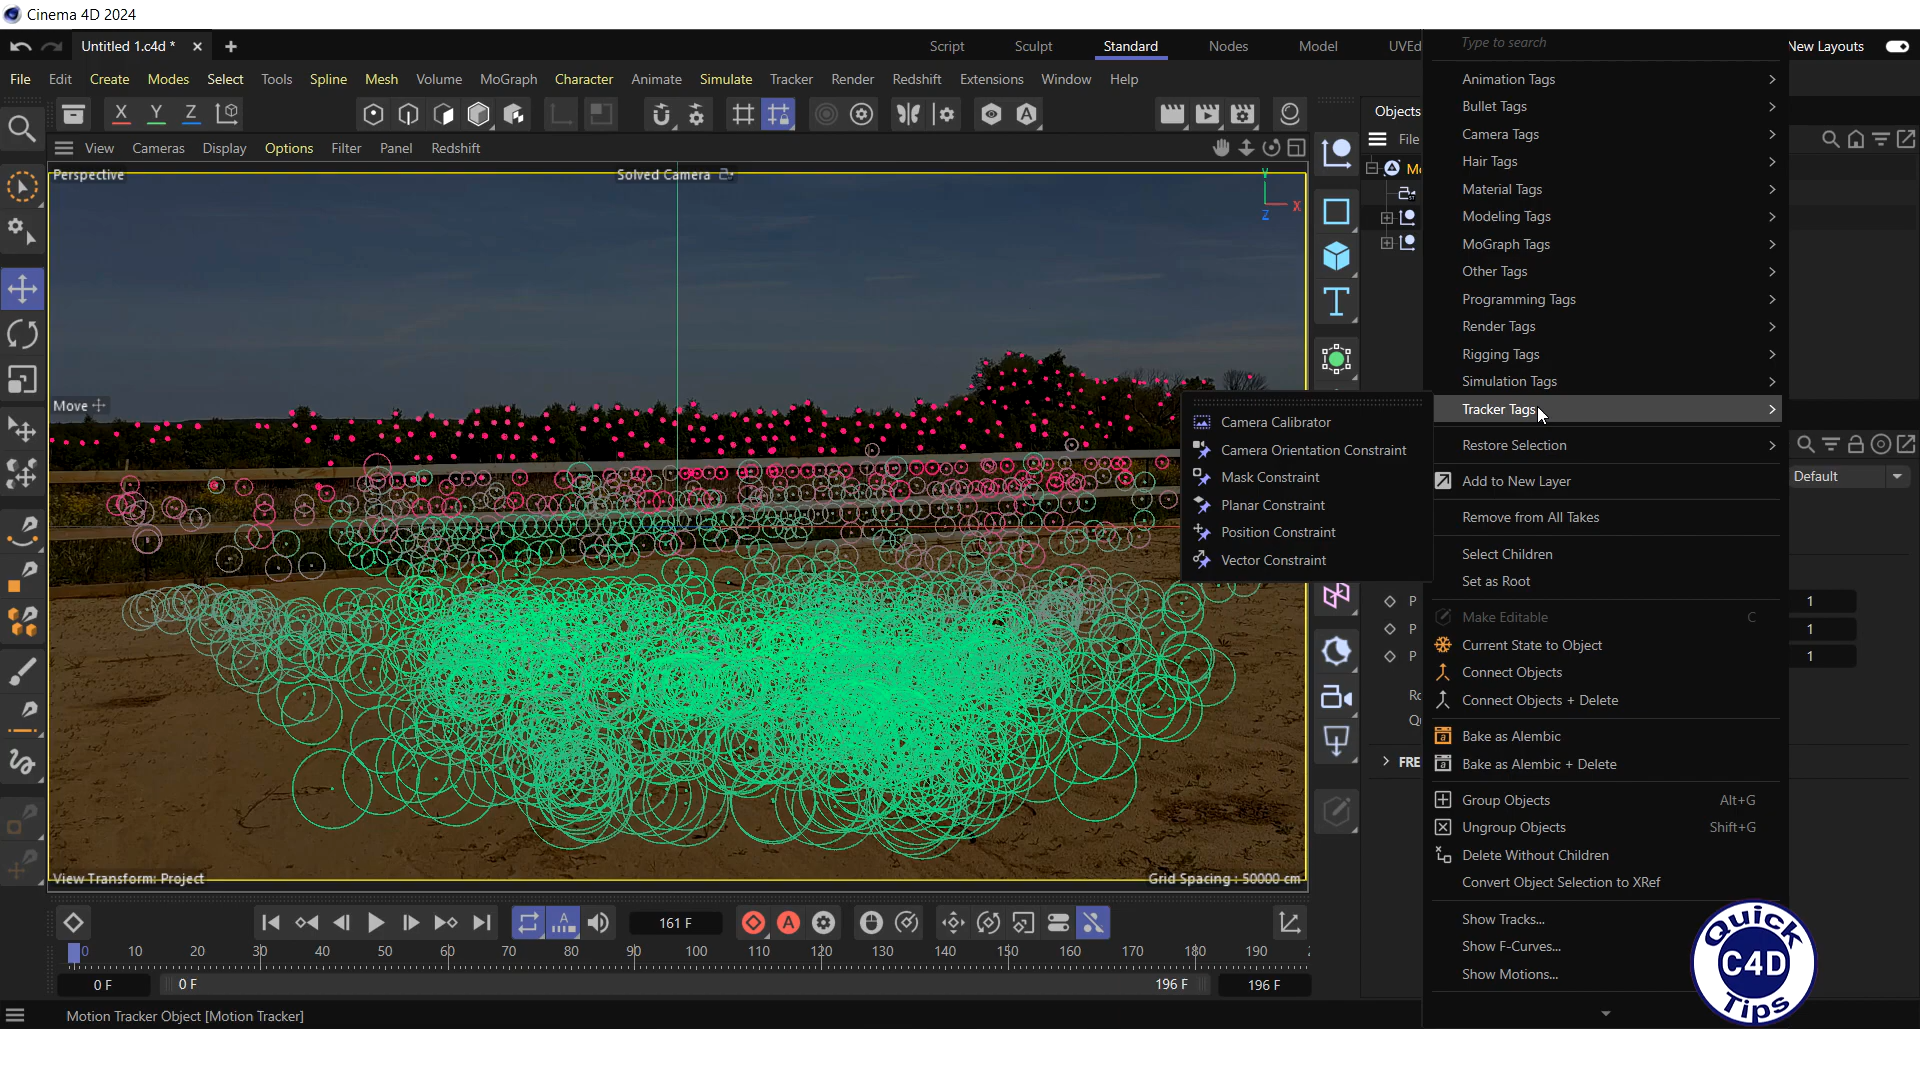 Cinema 4D 2024
Untitled 1.c4d *
Script
Sculpt
Standard
Nodes
Model
UVEd
New Layouts
File Edit Create Modes Select Tools Spline Mesh Volume MoGraph Character Animate Simulate Tracker Render Redshift Extensions Window Help
X Y Z
Objects
View Cameras Display Options Filter Panel Redshift
File
Perspective
Solved Camera
Y
X
Z
Mo
Move
View Transform: Project
Grid Spacing : 50000 cm
Camera Calibrator
Camera Orientation Constraint
Mask Constraint
Planar Constraint
Position Constraint
Vector Constraint
Type to search
Animation Tags
Bullet Tags
Camera Tags
Hair Tags
Material Tags
Modeling Tags
MoGraph Tags
Other Tags
Programming Tags
Render Tags
Rigging Tags
Simulation Tags
Tracker Tags
Restore Selection
Add to New Layer
Remove from All Takes
Select Children
Set as Root
Make Editable C
Current State to Object
Connect Objects
Connect Objects + Delete
Bake as Alembic
Bake as Alembic + Delete
Group Objects Alt+G
Ungroup Objects Shift+G
Delete Without Children
Convert Object Selection to XRef
Show Tracks...
Show F-Curves...
Show Motions...
Default
P 1
P 1
P 1
FRE
161 F
0 10 20 30 40 50 60 70 80 90 100 110 120 130 140 150 160 170 180 190
0 F
0 F
196 F
196 F
Motion Tracker Object [Motion Tracker]
Quick
C4D
Tips